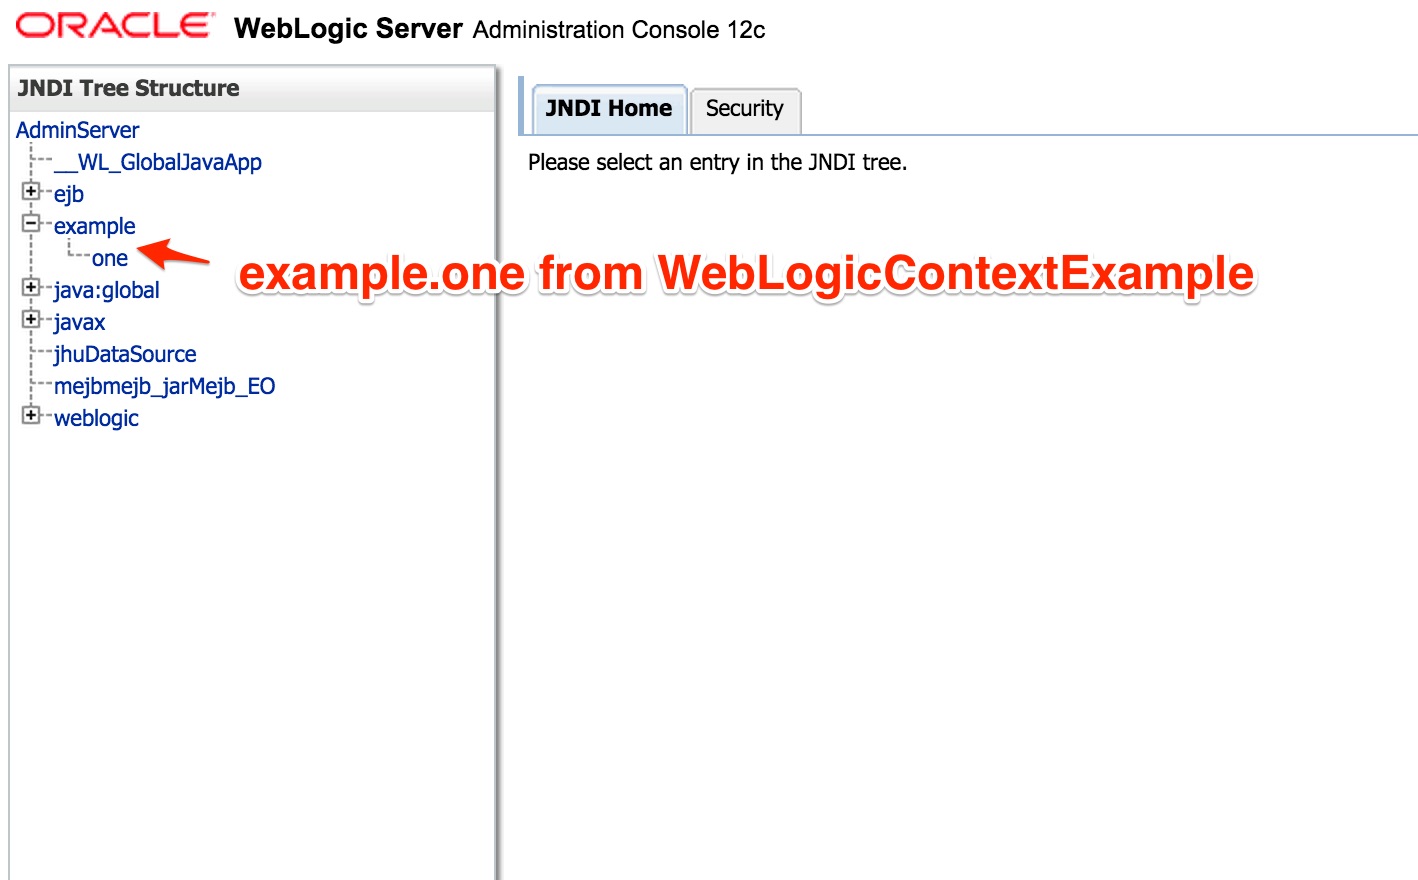 ORACLE WebLogic Server Administration Console 12c
JNDI Tree Structure
AdminServer
__WL_GlobalJavaApp
ejb
example
one
java:global
javax
jhuDataSource
mejbmejb_jarMejb_EO
weblogic
JNDI Home Security
Please select an entry in the JNDI tree.
example.one from WebLogicContextExample